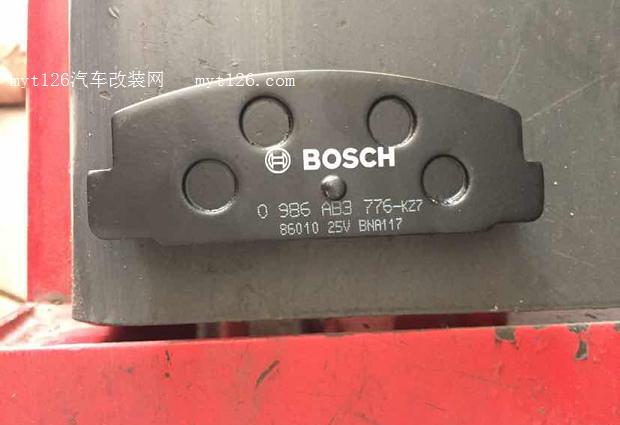 myt126汽车改装网 myt126.com
BOSCH
0 986 AB3 776-KZ7
86010 25V BNA117